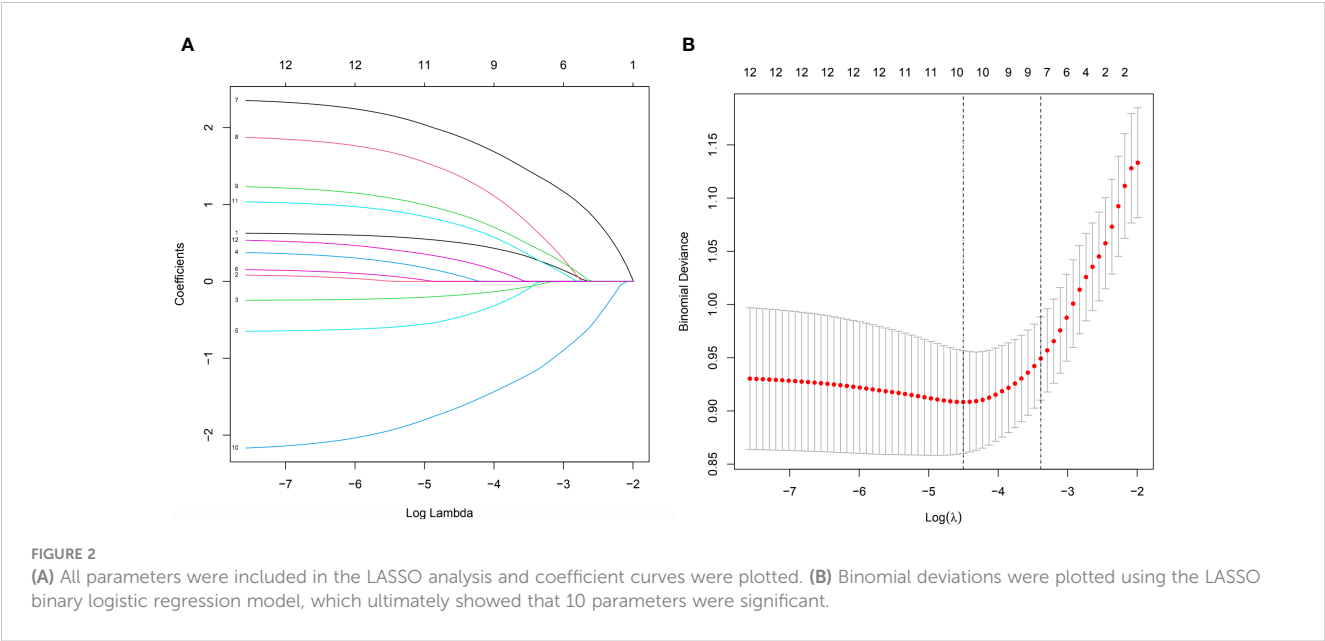 A
12 12 11 9 6 1
2
1
0
−1
−2
Coefficients
7
8
9
11
1
12
4
6
2
3
5
10
−7 −6 −5 −4 −3 −2
Log Lambda
B
12 12 12 12 12 12 11 11 10 10 9 9 7 6 4 2 2
1.15
1.10
1.05
1.00
0.95
0.90
0.85
Binomial Deviance
−7 −6 −5 −4 −3 −2
Log(λ)
FIGURE 2
(A) All parameters were included in the LASSO analysis and coefficient curves were plotted. (B) Binomial deviations were plotted using the LASSO
binary logistic regression model, which ultimately showed that 10 parameters were significant.